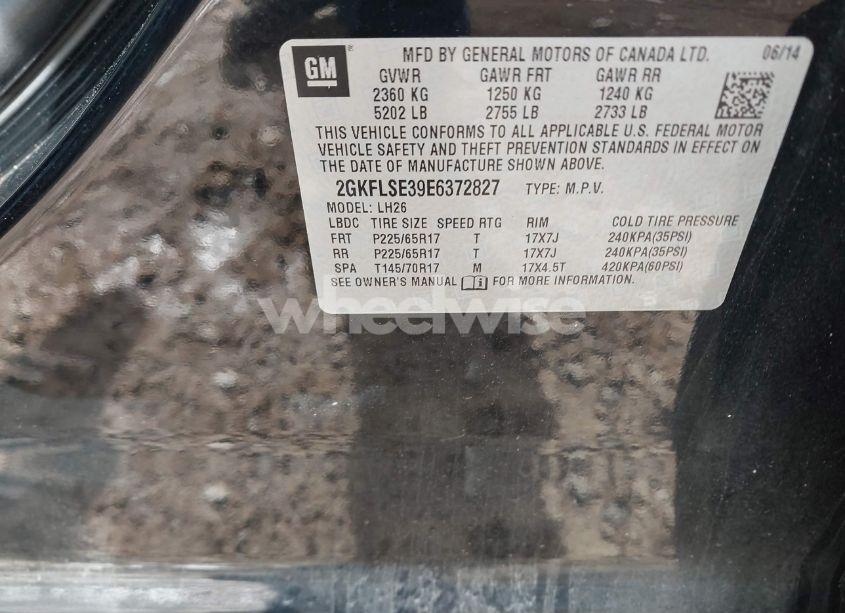 GM
MFD BY GENERAL MOTORS OF CANADA LTD. 06/14
GVWR GAWR FRT GAWR RR
2360 KG 1250 KG 1240 KG
5202 LB 2755 LB 2733 LB
THIS VEHICLE CONFORMS TO ALL APPLICABLE U.S. FEDERAL MOTOR
VEHICLE SAFETY AND THEFT PREVENTION STANDARDS IN EFFECT ON
THE DATE OF MANUFACTURE SHOWN ABOVE.
2GKFLSE39E6372827 TYPE: M.P.V.
MODEL: LH26
LBDC TIRE SIZE SPEED RTG RIM COLD TIRE PRESSURE
FRT P225/65R17 T 17X7J 240KPA(35PSI)
RR P225/65R17 T 17X7J 240KPA(35PSI)
SPA T145/70R17 M 17X4.5T 420KPA(60PSI)
SEE OWNER'S MANUAL FOR MORE INFORMATION.
wheelwise